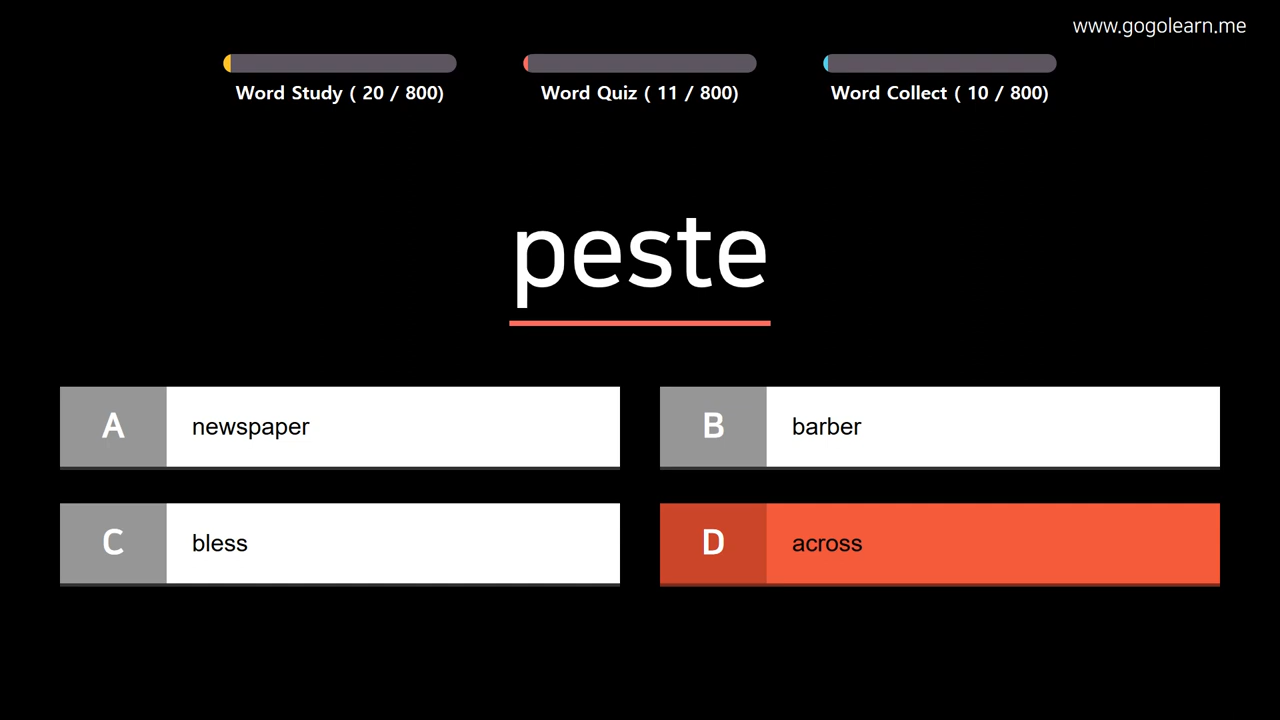 www.gogolearn.me
Word Study ( 20 / 800)
Word Quiz ( 11 / 800)
Word Collect ( 10 / 800)
peste
A newspaper
B barber
C bless
D across